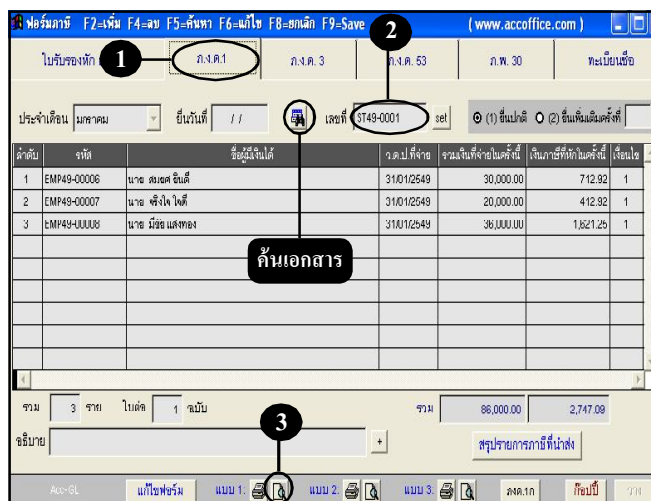 ฟอร์มภาษี F2=เพิ่ม F4=ลบ F5=ค้นหา F6=แก้ไข F8=ยกเลิก F9=Save ( www.accoffice.com )
1 2
ใบรับรองหัก ภ.ง.ด.1 ภ.ง.ด. 3 ภ.ง.ด. 53 ภ.พ. 30 ทะเบียนชื่อ
ประจำเดือน มกราคม ยื่นวันที่ / / เลขที่ ST49-0001 set (1) ยื่นปกติ (2) ยื่นเพิ่มเติมครั้งที่
ลำดับ รหัส ชื่อผู้มีเงินได้ ว.ด.ป.ที่จ่าย รวมเงินที่จ่ายในครั้งนี้ เงินภาษีที่หักในครั้งนี้ เงื่อนไข
1 EMP49-00006 นาย สมยศ ยินดี 31/01/2549 30,000.00 712.92 1
2 EMP49-00007 นาย จริงใจ ใจดี 31/01/2549 20,000.00 412.92 1
3 EMP49-00008 นาย มีชัย แสงทอง 31/01/2549 36,000.00 1,621.25 1
ค้นเอกสาร
รวม 3 ราย ใบต่อ 1 ฉบับ รวม 86,000.00 2,747.09
อธิบาย + สรุปรายการภาษีที่นำส่ง
3
Acc-GL แก้ไขฟอร์ม แบบ 1: แบบ 2: แบบ 3: ภงด.1ก ก๊อปปี้ วาง